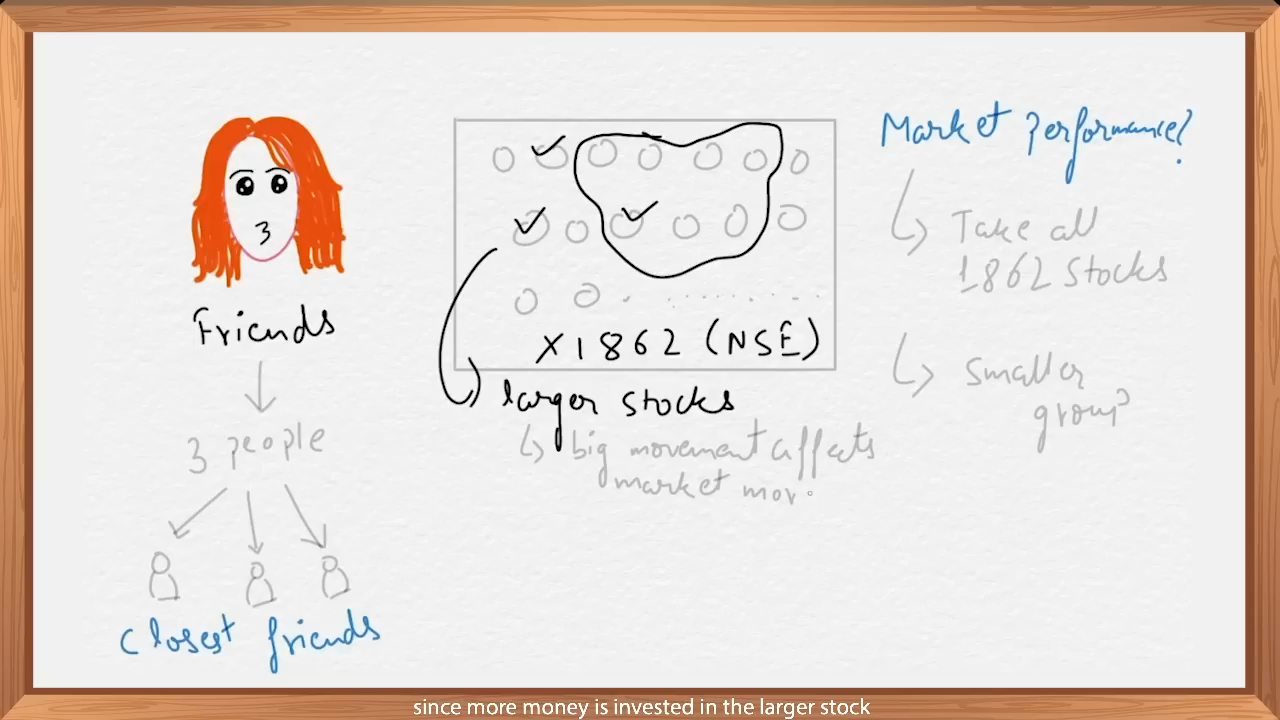 Friends
3 people
closest friends
X 1862 (NSE)
larger stocks
big movement affects
market mov
Market Performance?
Take all
1862 Stocks
Smaller
group?
since more money is invested in the larger stock